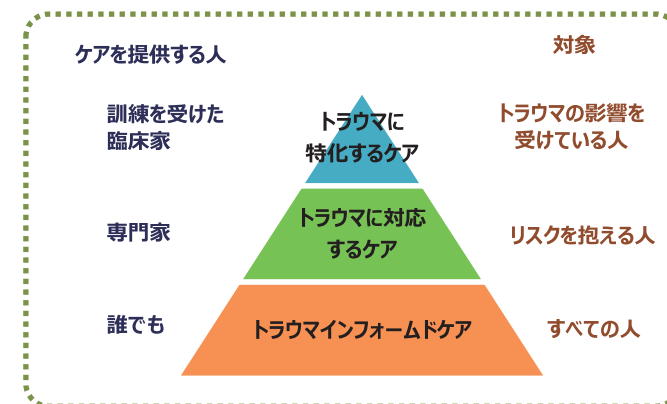 ケアを提供する人
対象
訓練を受けた
臨床家
トラウマに
特化するケア
トラウマの影響を
受けている人
専門家
トラウマに対応
するケア
リスクを抱える人
誰でも
トラウマインフォームドケア
すべての人